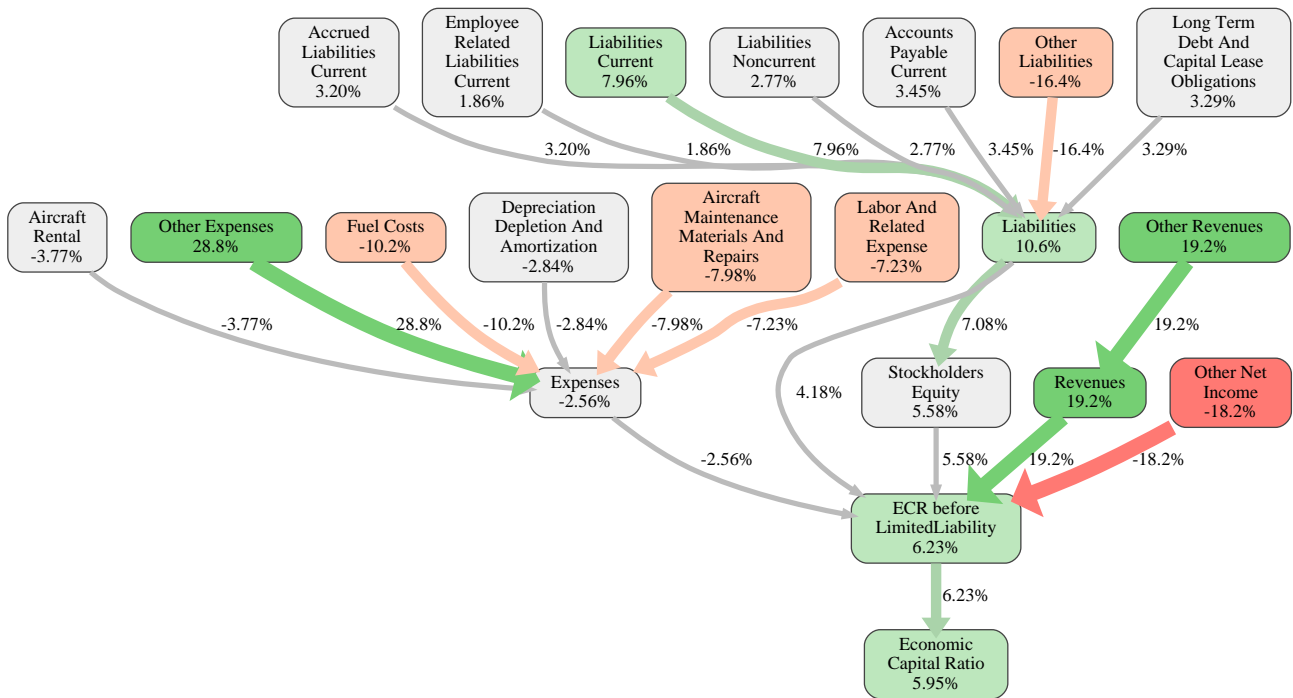 Accrued
Liabilities
Current
3.20%
Employee
Related
Liabilities
Current
1.86%
Liabilities
Current
7.96%
Liabilities
Noncurrent
2.77%
Accounts
Payable
Current
3.45%
Other
Liabilities
-16.4%
Long Term
Debt And
Capital Lease
Obligations
3.29%
3.20%
1.86%
7.96%
2.77%
3.45%
-16.4%
3.29%
Aircraft
Rental
-3.77%
Other Expenses
28.8%
Fuel Costs
-10.2%
Depreciation
Depletion And
Amortization
-2.84%
Aircraft
Maintenance
Materials And
Repairs
-7.98%
Labor And
Related
Expense
-7.23%
Liabilities
10.6%
Other Revenues
19.2%
-3.77%
28.8%
-10.2%
-2.84%
-7.98%
-7.23%
7.08%
19.2%
Expenses
-2.56%
4.18%
Stockholders
Equity
5.58%
Revenues
19.2%
Other Net
Income
-18.2%
-2.56%
5.58%
19.2%
-18.2%
ECR before
LimitedLiability
6.23%
6.23%
Economic
Capital Ratio
5.95%